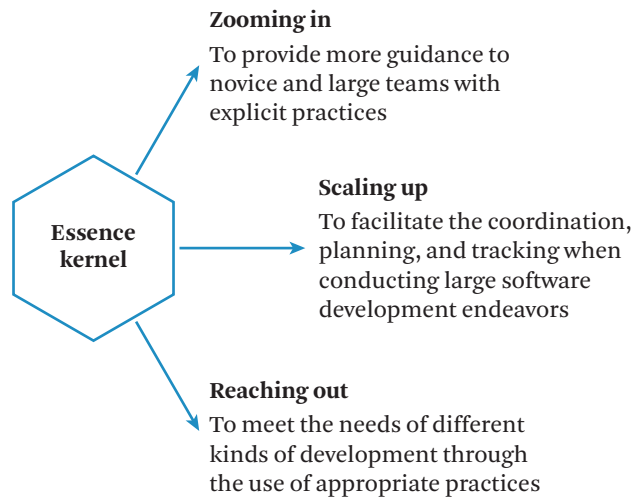 Zooming in
To provide more guidance to
novice and large teams with
explicit practices
Essence
kernel
Scaling up
To facilitate the coordination,
planning, and tracking when
conducting large software
development endeavors
Reaching out
To meet the needs of different
kinds of development through
the use of appropriate practices